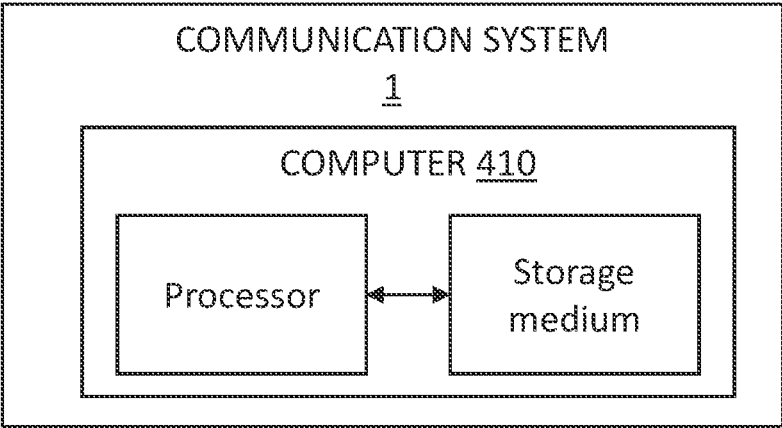 COMMUNICATION SYSTEM
1
COMPUTER 410
Processor
Storage
medium